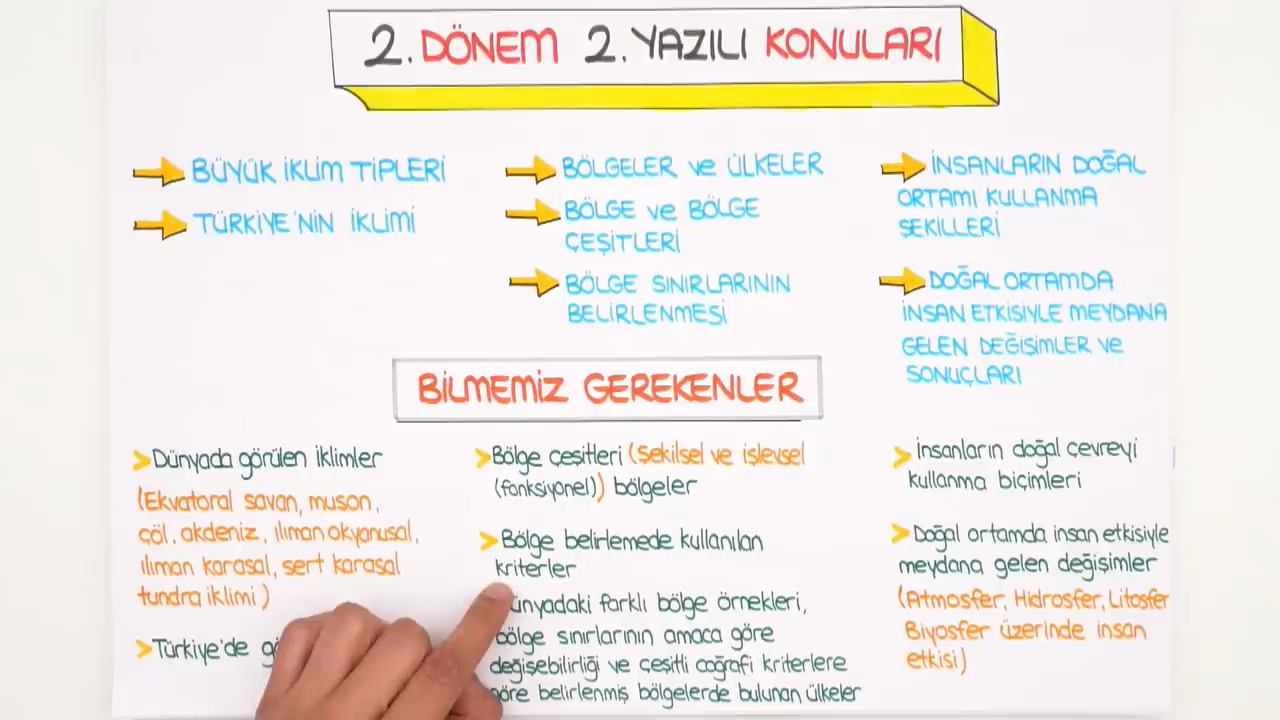 2. DÖNEM 2. YAZILI KONULARI
BÜYÜK İKLİM TİPLERİ
TÜRKİYE'NİN İKLİMİ
BÖLGELER ve ÜLKELER
BÖLGE ve BÖLGE
ÇEŞİTLERİ
BÖLGE SINIRLARININ
BELİRLENMESİ
İNSANLARIN DOĞAL
ORTAMI KULLANMA
ŞEKİLLERİ
DOĞAL ORTAMDA
İNSAN ETKİSİYLE MEYDANA
GELEN DEĞİŞİMLER ve
SONUÇLARI
BİLMEMİZ GEREKENLER
Dünyada görülen iklimler
(Ekvatoral savan, muson,
çöl, akdeniz, ılıman okyanusal,
ılıman karasal, sert karasal
tundra iklimi)
Türkiye'de
Bölge çeşitleri (Şekilsel ve işlevsel
(fonksiyonel)) bölgeler
Bölge belirlemede kullanılan
kriterler
farklı bölge örnekleri,
bölge sınırlarının amaca göre
değişebilirliği ve çeşitli coğrafi kriterlere
göre belirlenmiş bölgelerde bulunan ülkeler
İnsanların doğal çevreyi
kullanma biçimleri
Doğal ortamda insan etkisiyle
meydana gelen değişimler
(Atmosfer, Hidrosfer, Litosfer
Biyosfer üzerinde insan
etkisi)